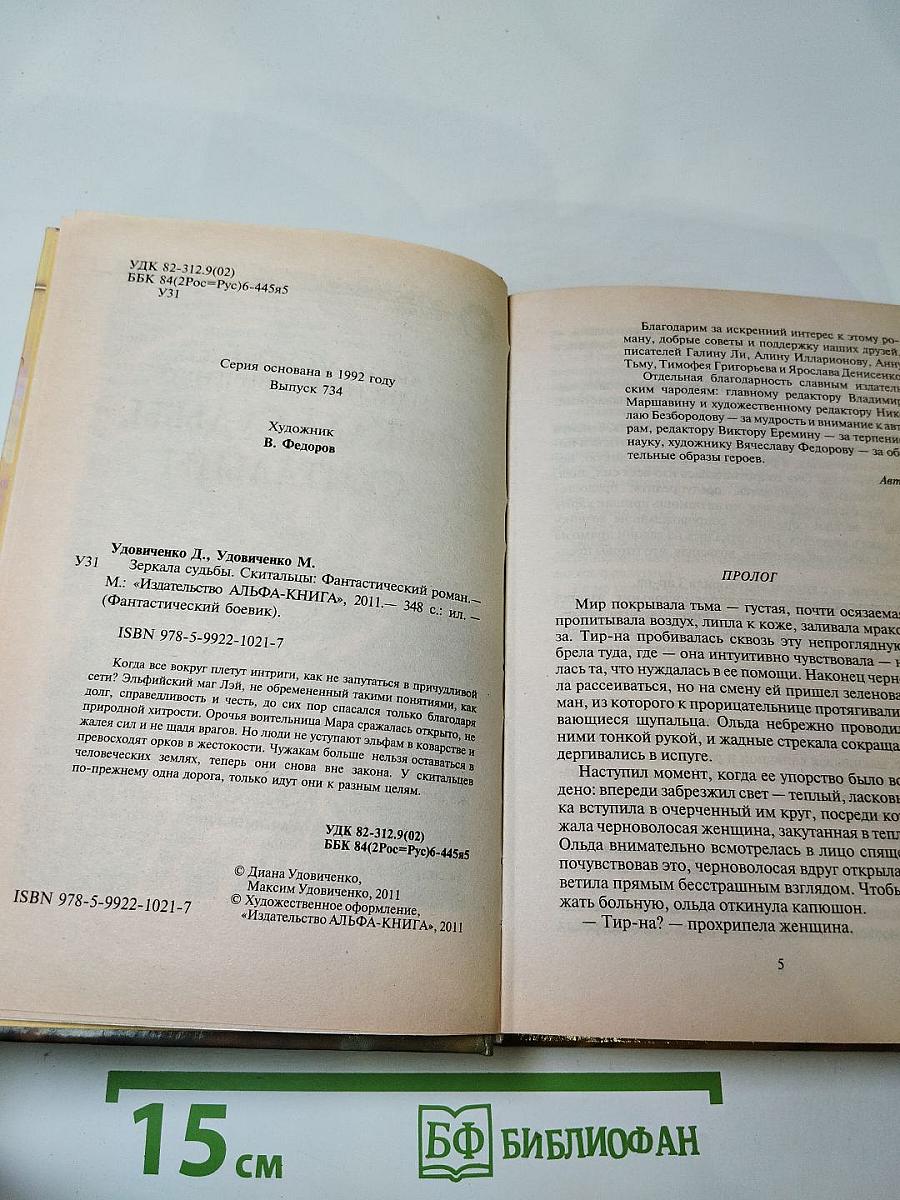 УДК 82-312.9(02)
ББК 84(2Рос=Рус)6-445я5
У31
Серия основана в 1992 году
Выпуск 734
Художник
В. Федоров
Удовиченко Д., Удовиченко М.
У31 Зеркала судьбы. Скитальцы: Фантастический роман.—
М.: «Издательство АЛЬФА-КНИГА», 2011.— 348 с.: ил. —
(Фантастический боевик).
ISBN 978-5-9922-1021-7
Когда все вокруг плетут интриги, как не запутаться в причудливой
сети? Эльфийский маг Лэй, не обремененный такими понятиями, как
долг, справедливость и честь, до сих пор спасался только благодаря
природной хитрости. Орочья воительница Мара сражалась открыто, не
жалея сил и не щадя врагов. Но люди не уступают эльфам в коварстве и
превосходят орков в жестокости. Чужакам больше нельзя оставаться в
человеческих землях, теперь они снова вне закона. У скитальцев
по-прежнему одна дорога, только идут они к разным целям.
УДК 82-312.9(02)
ББК 84(2Рос=Рус)6-445я5
© Диана Удовиченко,
Максим Удовиченко, 2011
© Художественное оформление,
«Издательство АЛЬФА-КНИГА», 2011
ISBN 978-5-9922-1021-7
Благодарим за искренний интерес к этому ро-
ману, добрые советы и поддержку наших друзей,
писателей Галину Ли, Алину Илларионову, Анну
Тьму, Тимофея Григорьева и Ярослава Денисенко
Отдельная благодарность славным издатель
ским чародеям: главному редактору Владимир
Маршавину и художественному редактору Ник
лаю Безбородову — за мудрость и внимание к авт
рам, редактору Виктору Еремину — за терпение
науку, художнику Вячеславу Федорову — за об
тельные образы героев.
Авт
ПРОЛОГ
Мир покрывала тьма — густая, почти осязаемая
пропитывала воздух, липла к коже, заливала мрако
за. Тир-на пробивалась сквозь эту непроглядную
брела туда, где — она интуитивно чувствовала — н
лась та, что нуждалась в ее помощи. Наконец черно
ла рассеиваться, но на смену ей пришел зеленова
ман, из которого к прорицательнице протягивали
вающиеся щупальца. Ольда небрежно проводил
ними тонкой рукой, и жадные стрекала сокраща
дергивались в испуге.
Наступил момент, когда ее упорство было во
дено: впереди забрезжил свет — теплый, ласковы
ка вступила в очерченный им круг, посреди кот
жала черноволосая женщина, закутанная в тепл
Ольда внимательно всмотрелась в лицо спяще
почувствовав это, черноволосая вдруг открыла
ветила прямым бесстрашным взглядом. Чтобы
жать больную, ольда откинула капюшон.
— Тир-на? — прохрипела женщина.
5
15 см
БФ БИБЛИОФАН